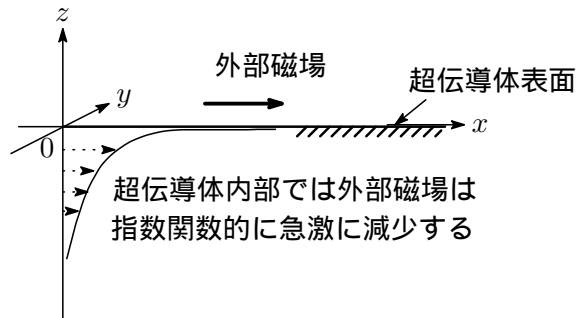 z
外部磁場
超伝導体表面
y
x
0
超伝導体内部では外部磁場は
指数関数的に急激に減少する